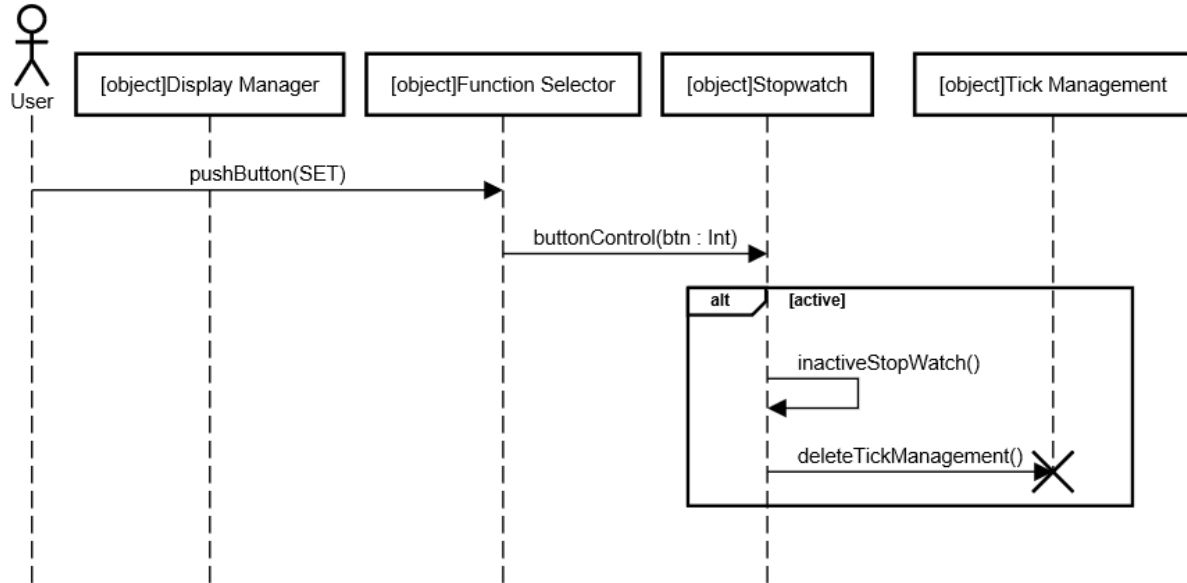 User
[object]Display Manager
[object]Function Selector
[object]Stopwatch
[object]Tick Management
pushButton(SET)
buttonControl(btn : Int)
alt
[active]
inactiveStopWatch()
deleteTickManagement()